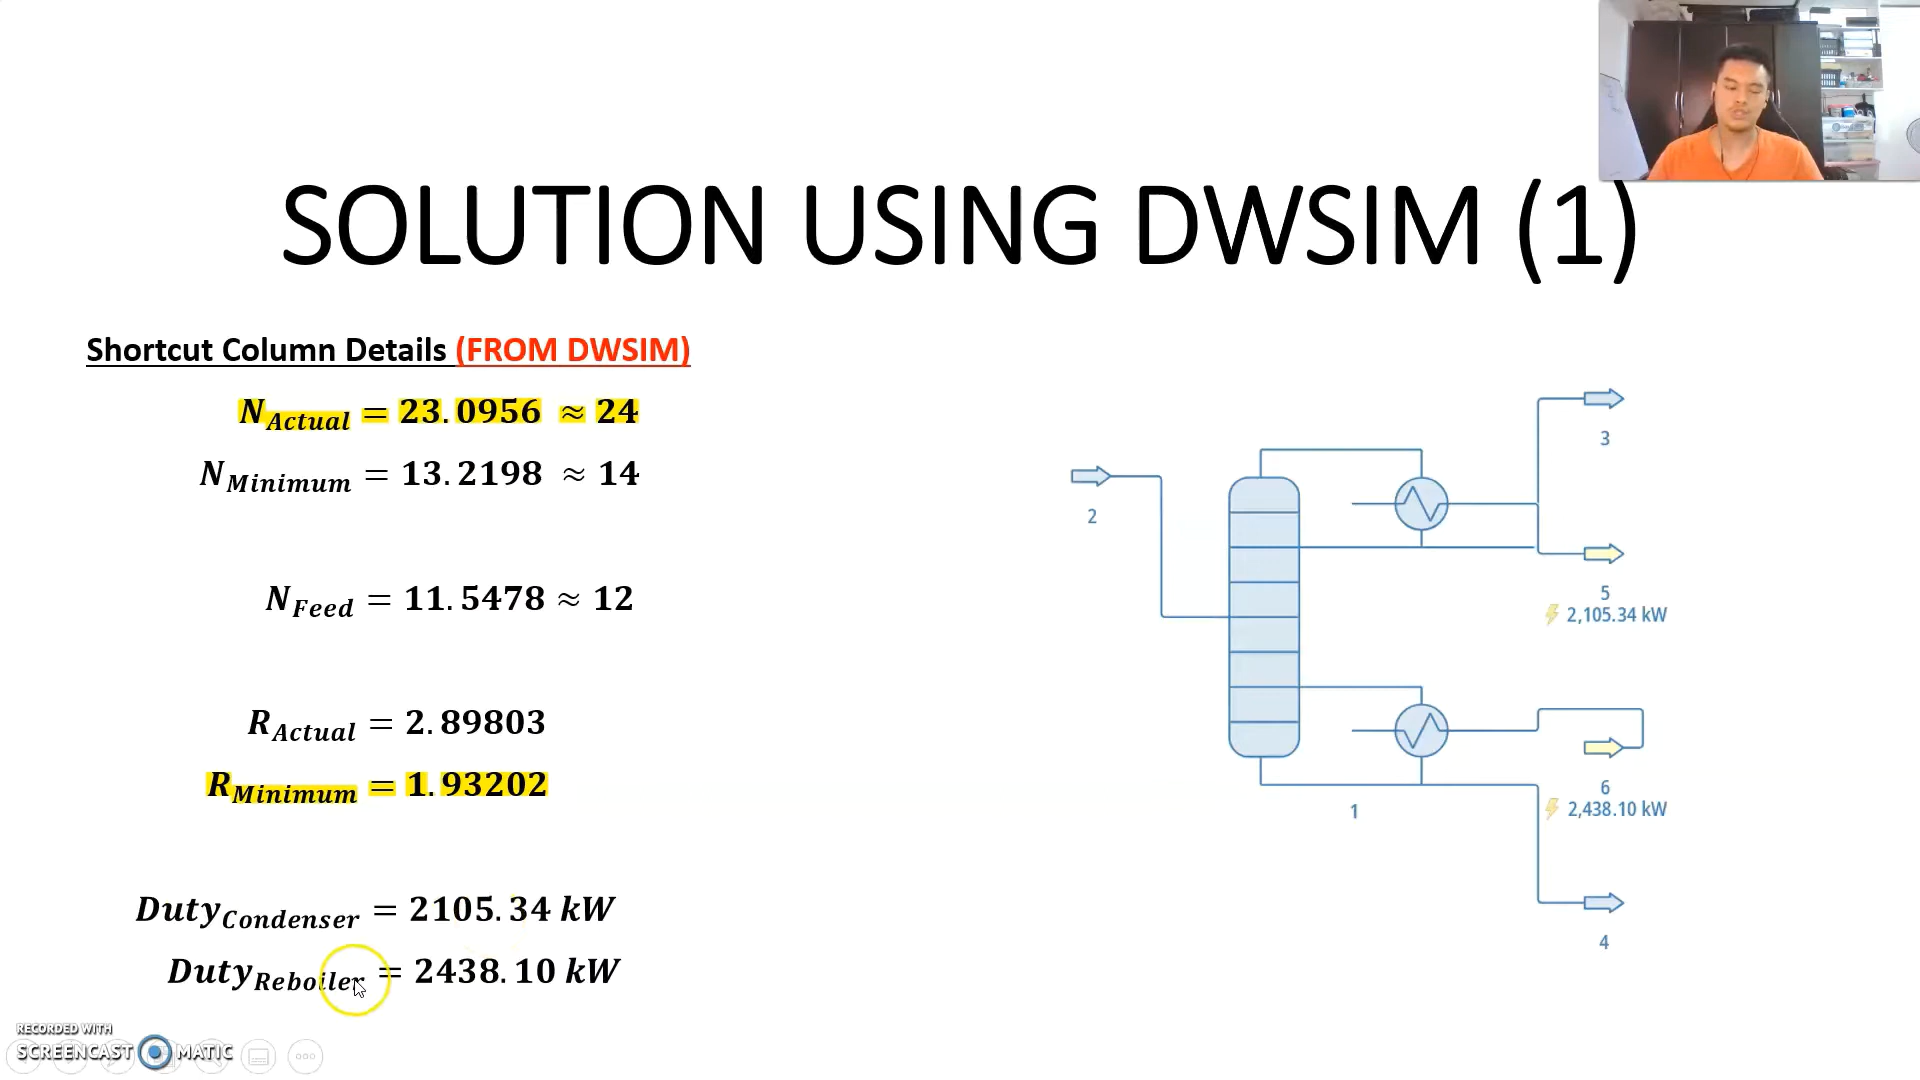 SOLUTION USING DWSIM (1)
Shortcut Column Details (FROM DWSIM)
N_Actual = 23.0956 ≈ 24
N_Minimum = 13.2198 ≈ 14
N_Feed = 11.5478 ≈ 12
R_Actual = 2.89803
R_Minimum = 1.93202
Duty_Condenser = 2105.34 kW
Duty_Reboiler = 2438.10 kW
2
3
5
2,105.34 kW
6
2,438.10 kW
1
4
RECORDED WITH
SCREENCAST MATIC